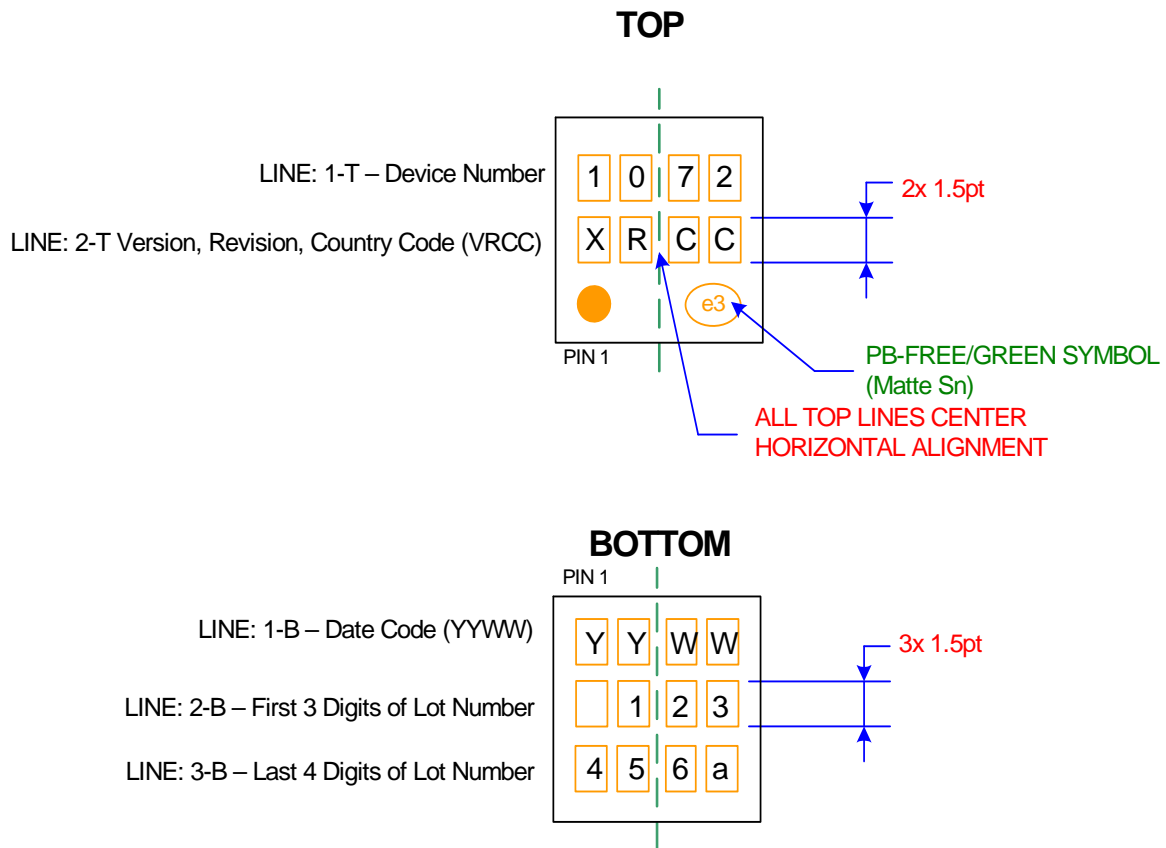 TOP
LINE: 1-T – Device Number
1 0 7 2
2x 1.5pt
LINE: 2-T Version, Revision, Country Code (VRCC)
X R C C
e3
PIN 1
PB-FREE/GREEN SYMBOL
(Matte Sn)
ALL TOP LINES CENTER
HORIZONTAL ALIGNMENT
BOTTOM
PIN 1
LINE: 1-B – Date Code (YYWW)
Y Y W W
3x 1.5pt
LINE: 2-B – First 3 Digits of Lot Number
1 2 3
LINE: 3-B – Last 4 Digits of Lot Number
4 5 6 a